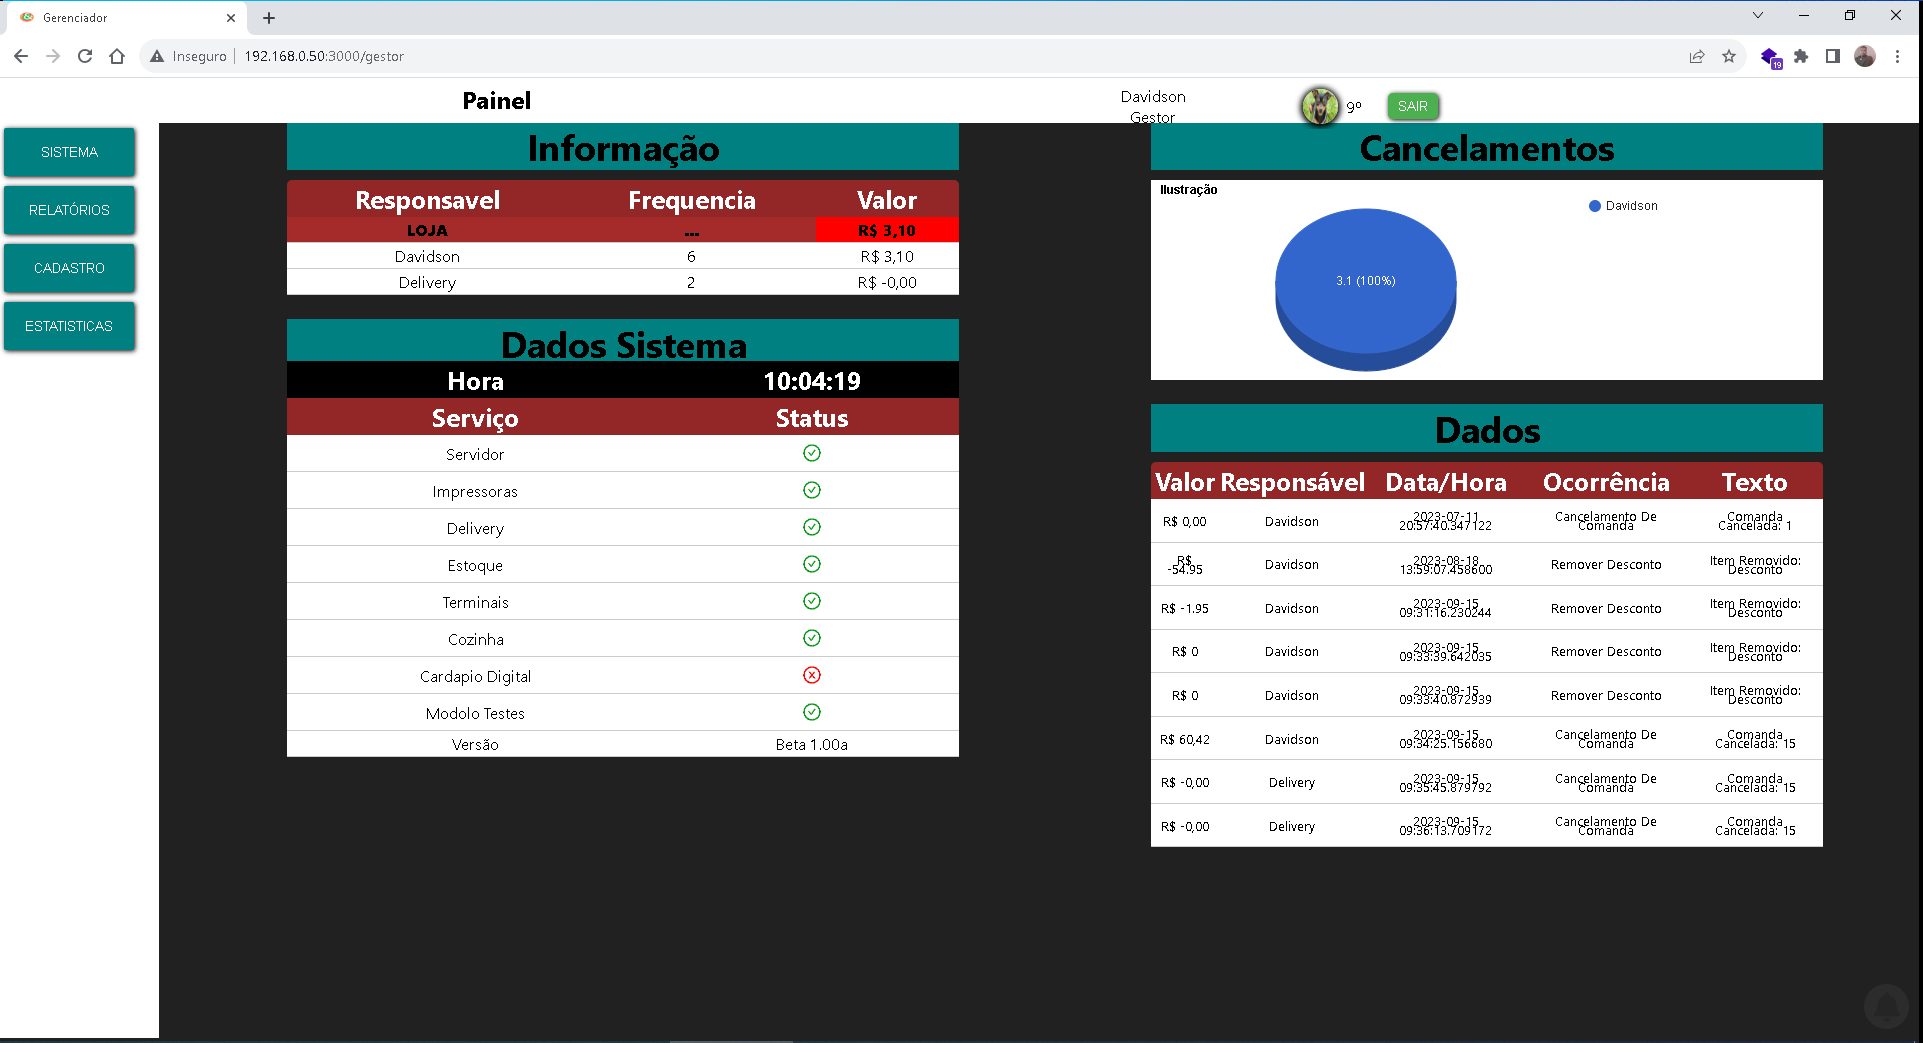 Gerenciador
Inseguro 192.168.0.50:3000/gestor
19
Painel
Davidson
Gestor
9º
SAIR
SISTEMA
RELATÓRIOS
CADASTRO
ESTATISTICAS
Informação
Responsavel Frequencia Valor
LOJA ... R$ 3,10
Davidson 6 R$ 3,10
Delivery 2 R$ -0,00
Dados Sistema
Hora 10:04:19
Serviço Status
Servidor
Impressoras
Delivery
Estoque
Terminais
Cozinha
Cardapio Digital
Modolo Testes
Versão Beta 1.00a
Cancelamentos
Ilustração
Davidson
3.1 (100%)
Dados
Valor Responsável Data/Hora Ocorrência Texto
R$ 0,00 Davidson 2023-07-11 20:57:40.347122 Cancelamento De Comanda Comanda Cancelada: 1
R$ -54.95 Davidson 2023-08-18 13:59:07.458600 Remover Desconto Item Removido: Desconto
R$ -1.95 Davidson 2023-09-15 09:31:16.230244 Remover Desconto Item Removido: Desconto
R$ 0 Davidson 2023-09-15 09:33:39.642035 Remover Desconto Item Removido: Desconto
R$ 0 Davidson 2023-09-15 09:33:40.872939 Remover Desconto Item Removido: Desconto
R$ 60,42 Davidson 2023-09-15 09:34:25.156680 Cancelamento De Comanda Comanda Cancelada: 15
R$ -0,00 Delivery 2023-09-15 09:35:45.879792 Cancelamento De Comanda Comanda Cancelada: 15
R$ -0,00 Delivery 2023-09-15 09:36:13.709172 Cancelamento De Comanda Comanda Cancelada: 15